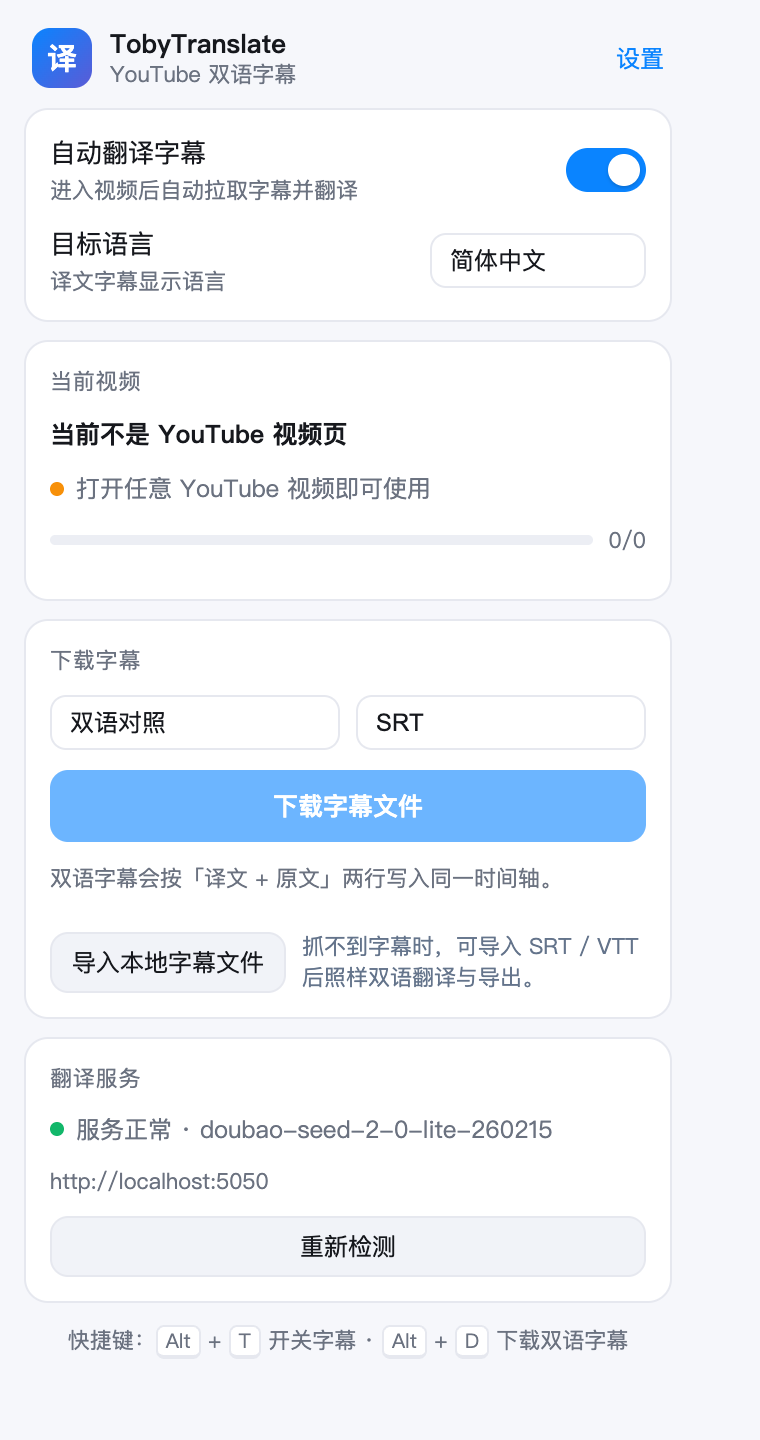 译
TobyTranslate
YouTube 双语字幕
设置
自动翻译字幕
进入视频后自动拉取字幕并翻译
目标语言
译文字幕显示语言
简体中文
当前视频
当前不是 YouTube 视频页
打开任意 YouTube 视频即可使用
0/0
下载字幕
双语对照
SRT
下载字幕文件
双语字幕会按「译文 + 原文」两行写入同一时间轴。
导入本地字幕文件
抓不到字幕时，可导入 SRT / VTT
后照样双语翻译与导出。
翻译服务
服务正常 · doubao-seed-2-0-lite-260215
http://localhost:5050
重新检测
快捷键： Alt + T 开关字幕 · Alt + D 下载双语字幕